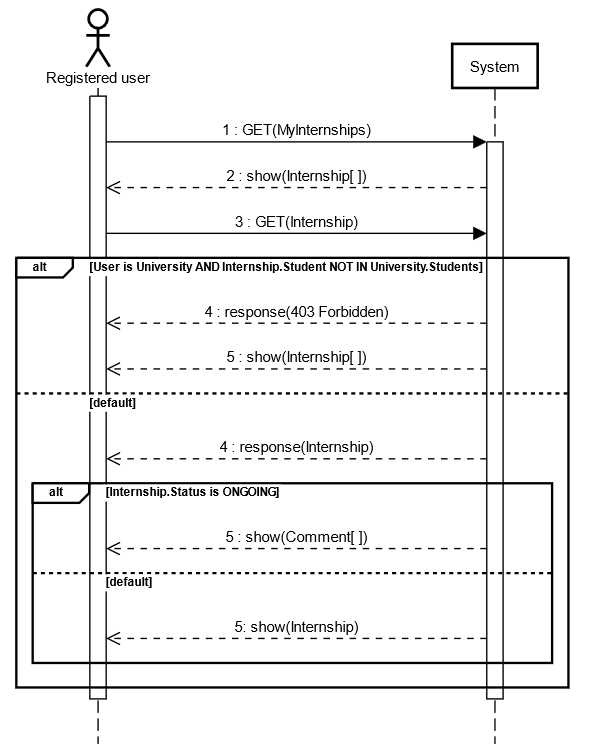 Registered user
System
1 : GET(MyInternships)
2 : show(Internship[ ])
3 : GET(Internship)
alt
[User is University AND Internship.Student NOT IN University.Students]
4 : response(403 Forbidden)
5 : show(Internship[ ])
[default]
4 : response(Internship)
alt
[Internship.Status is ONGOING]
5 : show(Comment[ ])
[default]
5: show(Internship)